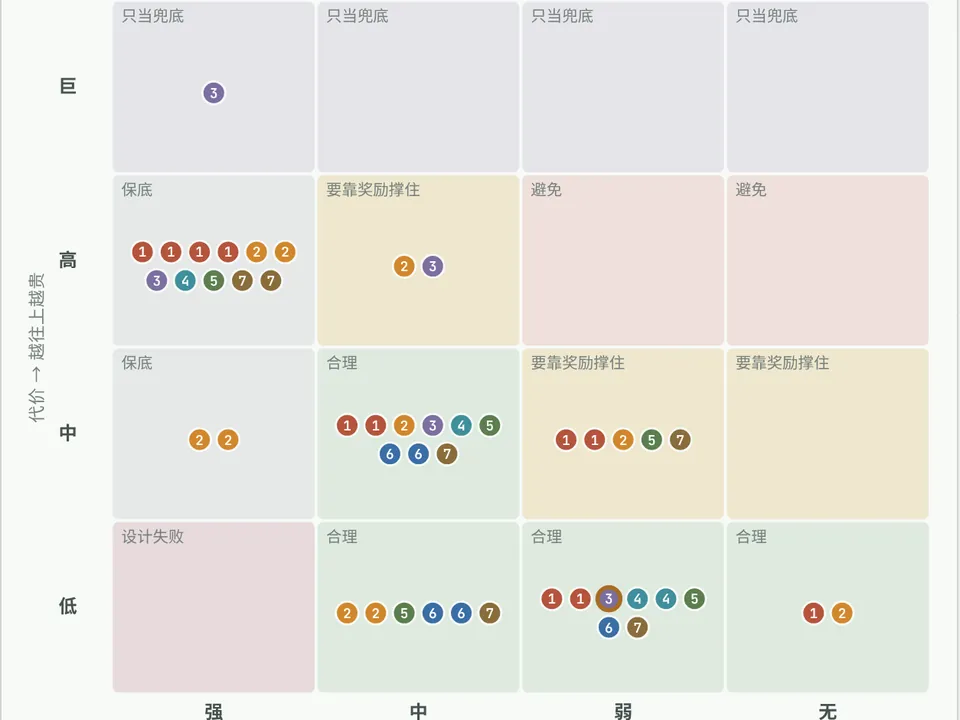 只当兜底 只当兜底 只当兜底 只当兜底
巨
3
保底 要靠奖励撑住 避免 避免
高
1 1 1 1 2 2
3 4 5 7 7
2 3
代价 → 越往上越贵
保底 合理 要靠奖励撑住 要靠奖励撑住
中
2 2
1 1 2 3 4 5
6 6 7
1 1 2 5 7
设计失败 合理 合理 合理
低
2 2 5 6 6 7
1 1 3 4 4 5
6 7
1 2
强 中 弱 无